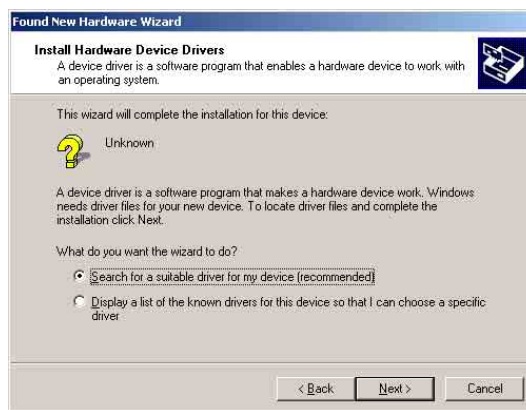 Found New Hardware Wizard
Install Hardware Device Drivers
A device driver is a software program that enables a hardware device to work with
an operating system.
This wizard will complete the installation for this device:
Unknown
A device driver is a software program that makes a hardware device work. Windows
needs driver files for your new device. To locate driver files and complete the
installation click Next.
What do you want the wizard to do?
Search for a suitable driver for my device (recommended)
Display a list of the known drivers for this device so that I can choose a specific
driver
< Back
Next >
Cancel